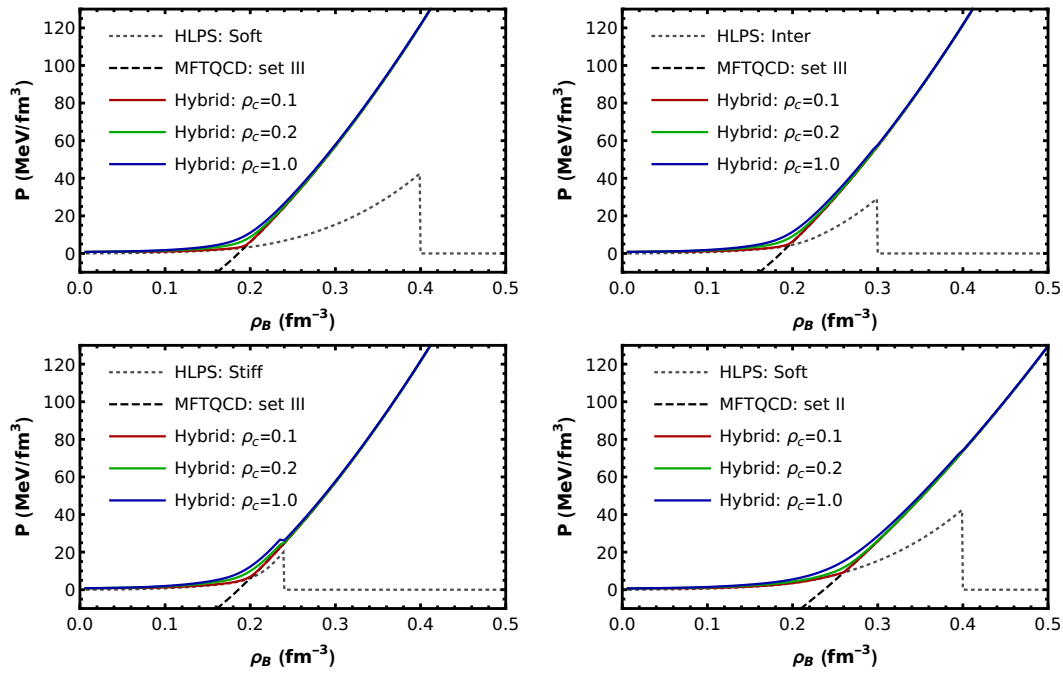 P (MeV/fm³)
120
100
80
60
40
20
0
HLPS: Soft
MFTQCD: set III
Hybrid: ρc=0.1
Hybrid: ρc=0.2
Hybrid: ρc=1.0
0.0 0.1 0.2 0.3 0.4 0.5
ρB (fm⁻³)
P (MeV/fm³)
120
100
80
60
40
20
0
HLPS: Inter
MFTQCD: set III
Hybrid: ρc=0.1
Hybrid: ρc=0.2
Hybrid: ρc=1.0
0.0 0.1 0.2 0.3 0.4 0.5
ρB (fm⁻³)
P (MeV/fm³)
120
100
80
60
40
20
0
HLPS: Stiff
MFTQCD: set III
Hybrid: ρc=0.1
Hybrid: ρc=0.2
Hybrid: ρc=1.0
0.0 0.1 0.2 0.3 0.4 0.5
ρB (fm⁻³)
P (MeV/fm³)
120
100
80
60
40
20
0
HLPS: Soft
MFTQCD: set II
Hybrid: ρc=0.1
Hybrid: ρc=0.2
Hybrid: ρc=1.0
0.0 0.1 0.2 0.3 0.4 0.5
ρB (fm⁻³)